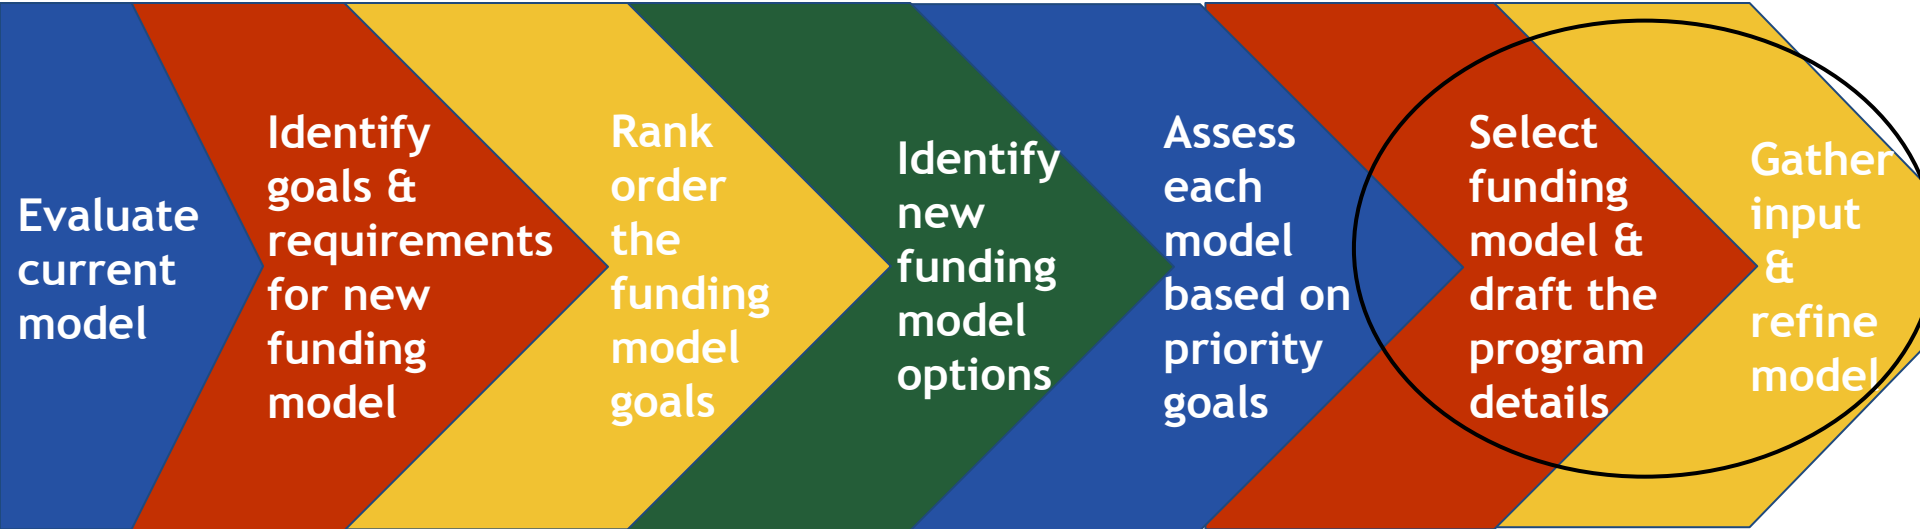 Evaluate
current
model
Identify
goals &
requirements
for new
funding
model
Rank
order
the
funding
model
goals
Identify
new
funding
model
options
Assess
each
model
based on
priority
goals
Select
funding
model &
draft the
program
details
Gather
input
&
refine
model